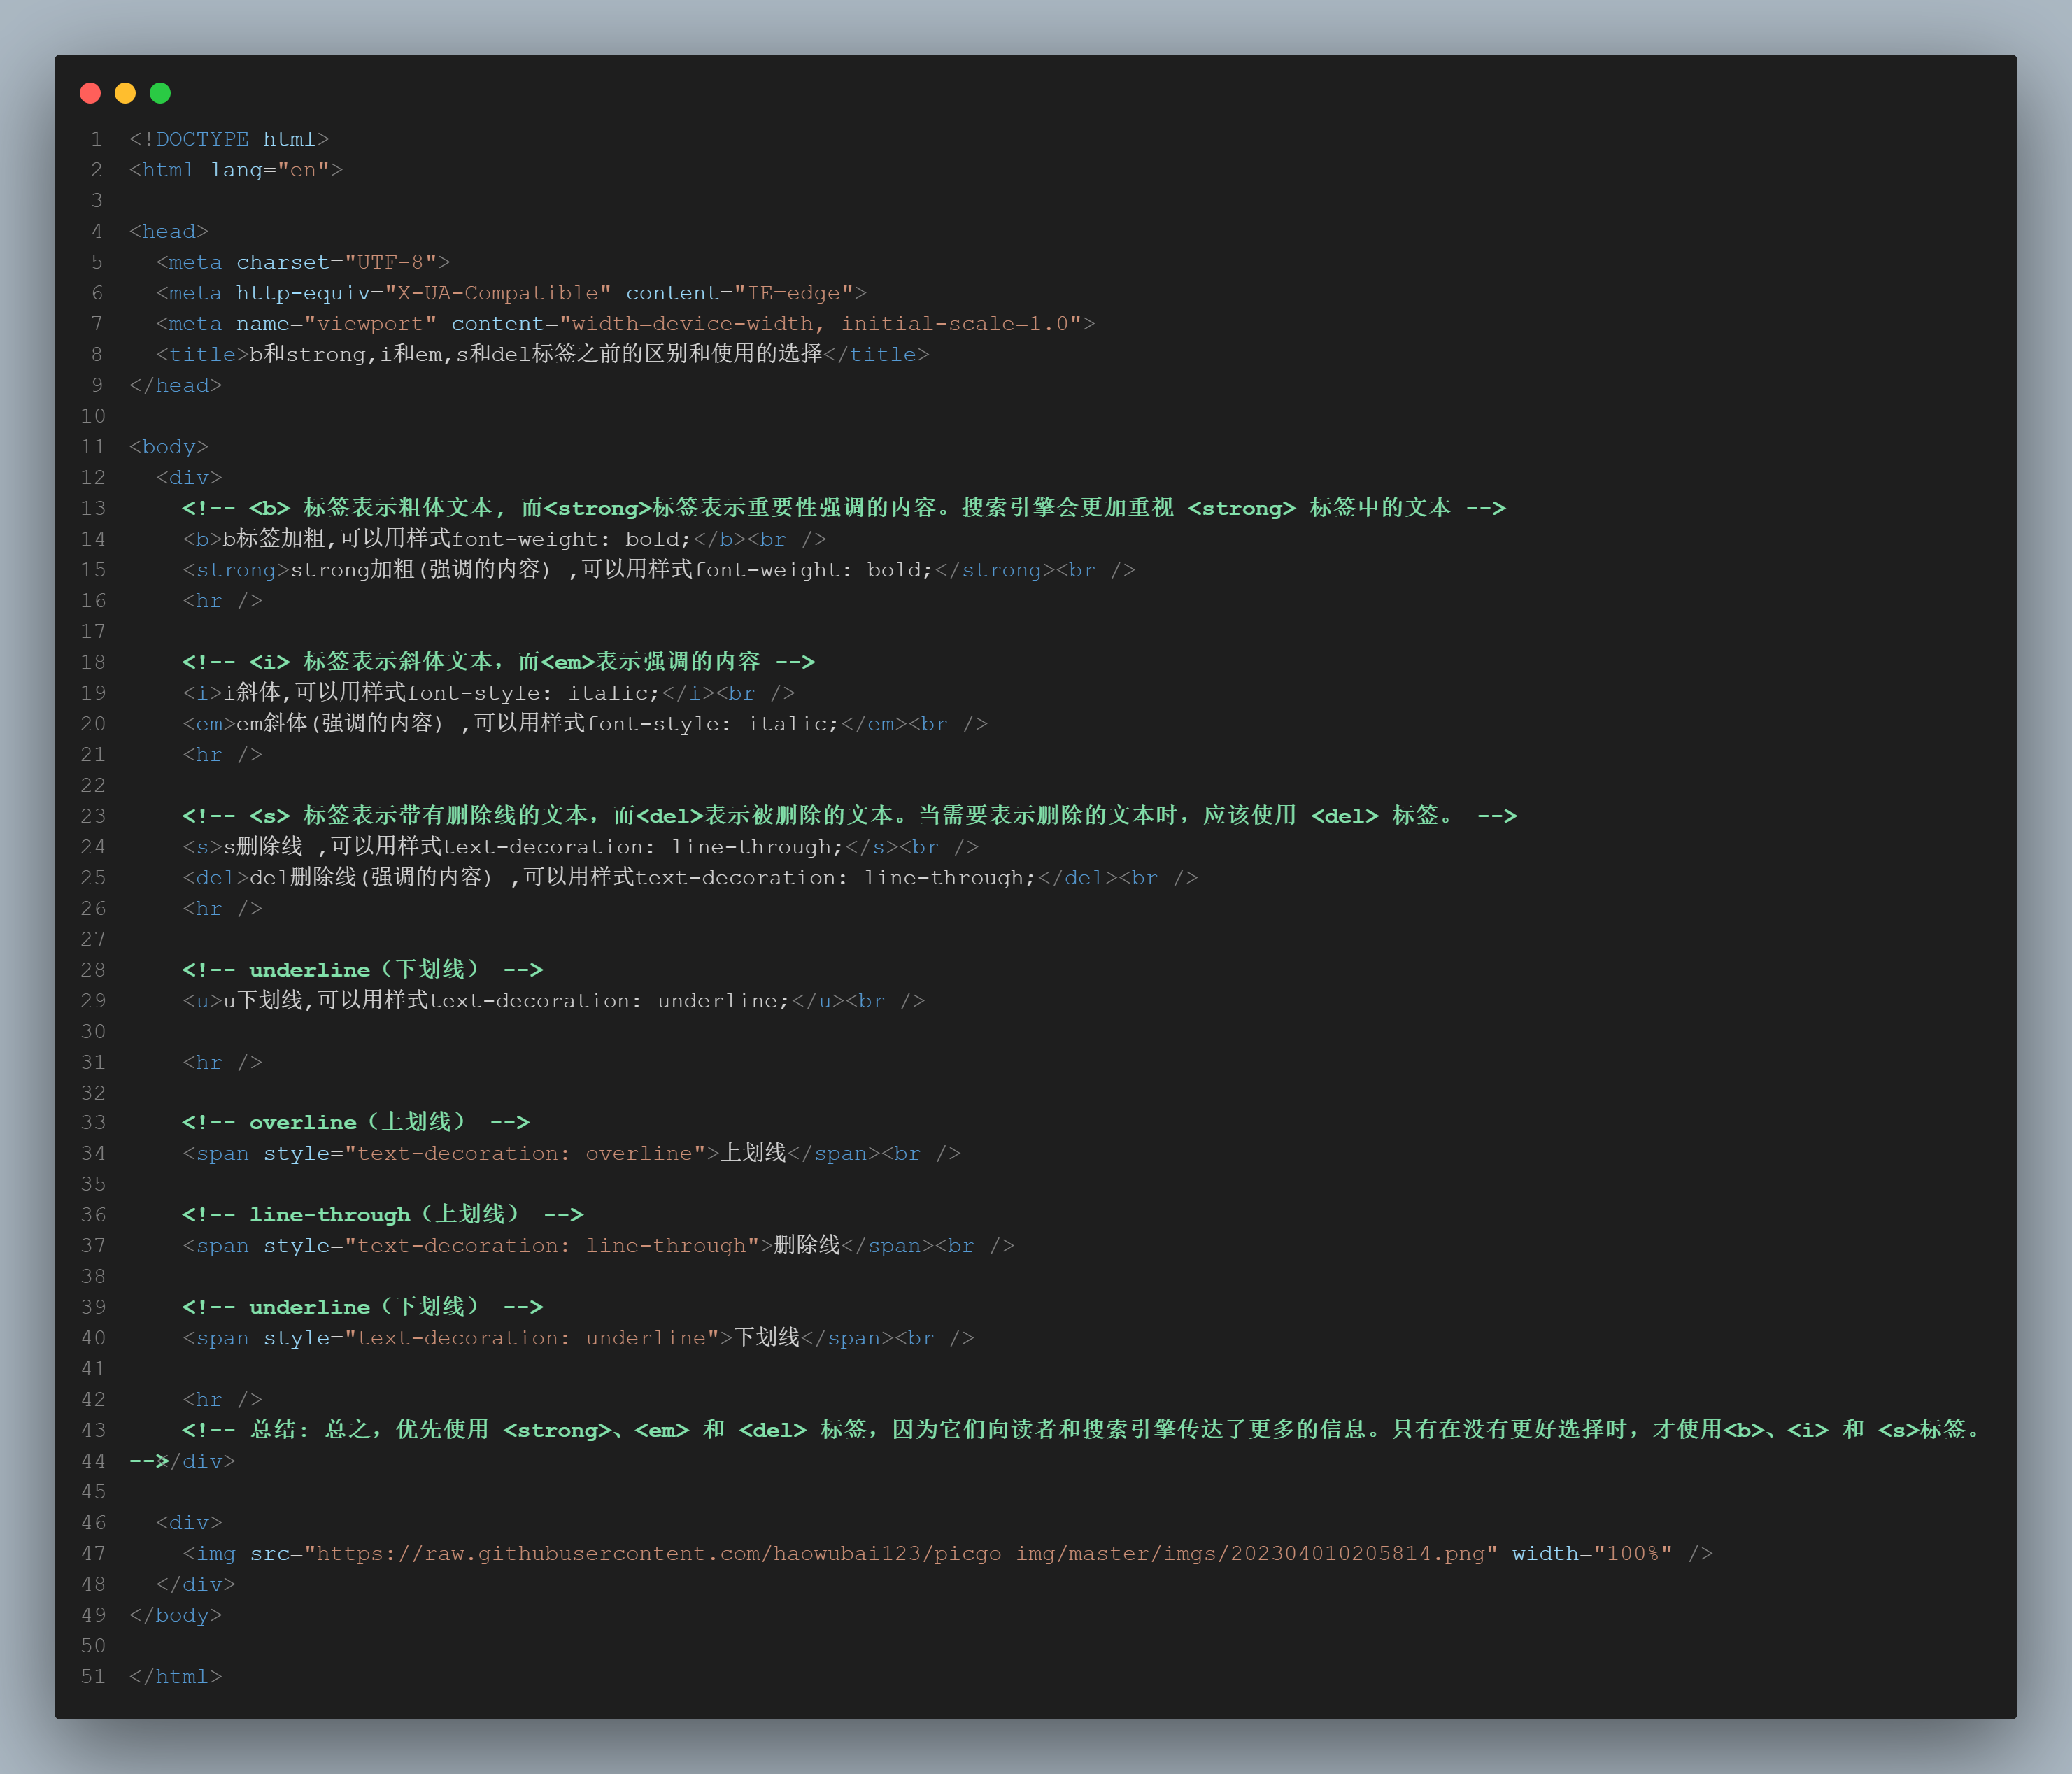 1 <!DOCTYPE html>
2 <html lang="en">
3
4 <head>
5   <meta charset="UTF-8">
6   <meta http-equiv="X-UA-Compatible" content="IE=edge">
7   <meta name="viewport" content="width=device-width, initial-scale=1.0">
8   <title>b和strong,i和em,s和del标签之前的区别和使用的选择</title>
9 </head>
10
11 <body>
12   <div>
13     <!-- <b> 标签表示粗体文本, 而<strong>标签表示重要性强调的内容。搜索引擎会更加重视 <strong> 标签中的文本 -->
14     <b>b标签加粗,可以用样式font-weight: bold;</b><br />
15     <strong>strong加粗(强调的内容) ,可以用样式font-weight: bold;</strong><br />
16     <hr />
17
18     <!-- <i> 标签表示斜体文本，而<em>表示强调的内容 -->
19     <i>i斜体,可以用样式font-style: italic;</i><br />
20     <em>em斜体(强调的内容) ,可以用样式font-style: italic;</em><br />
21     <hr />
22
23     <!-- <s> 标签表示带有删除线的文本，而<del>表示被删除的文本。当需要表示删除的文本时，应该使用 <del> 标签。 -->
24     <s>s删除线 ,可以用样式text-decoration: line-through;</s><br />
25     <del>del删除线(强调的内容) ,可以用样式text-decoration: line-through;</del><br />
26     <hr />
27
28     <!-- underline（下划线） -->
29     <u>u下划线,可以用样式text-decoration: underline;</u><br />
30
31     <hr />
32
33     <!-- overline（上划线） -->
34     <span style="text-decoration: overline">上划线</span><br />
35
36     <!-- line-through（上划线） -->
37     <span style="text-decoration: line-through">删除线</span><br />
38
39     <!-- underline（下划线） -->
40     <span style="text-decoration: underline">下划线</span><br />
41
42     <hr />
43     <!-- 总结: 总之，优先使用 <strong>、<em> 和 <del> 标签，因为它们向读者和搜索引擎传达了更多的信息。只有在没有更好选择时，才使用<b>、<i> 和 <s>标签。
44 --></div>
45
46   <div>
47     <img src="https://raw.githubusercontent.com/haowubai123/picgo_img/master/imgs/202304010205814.png" width="100%" />
48   </div>
49 </body>
50
51 </html>